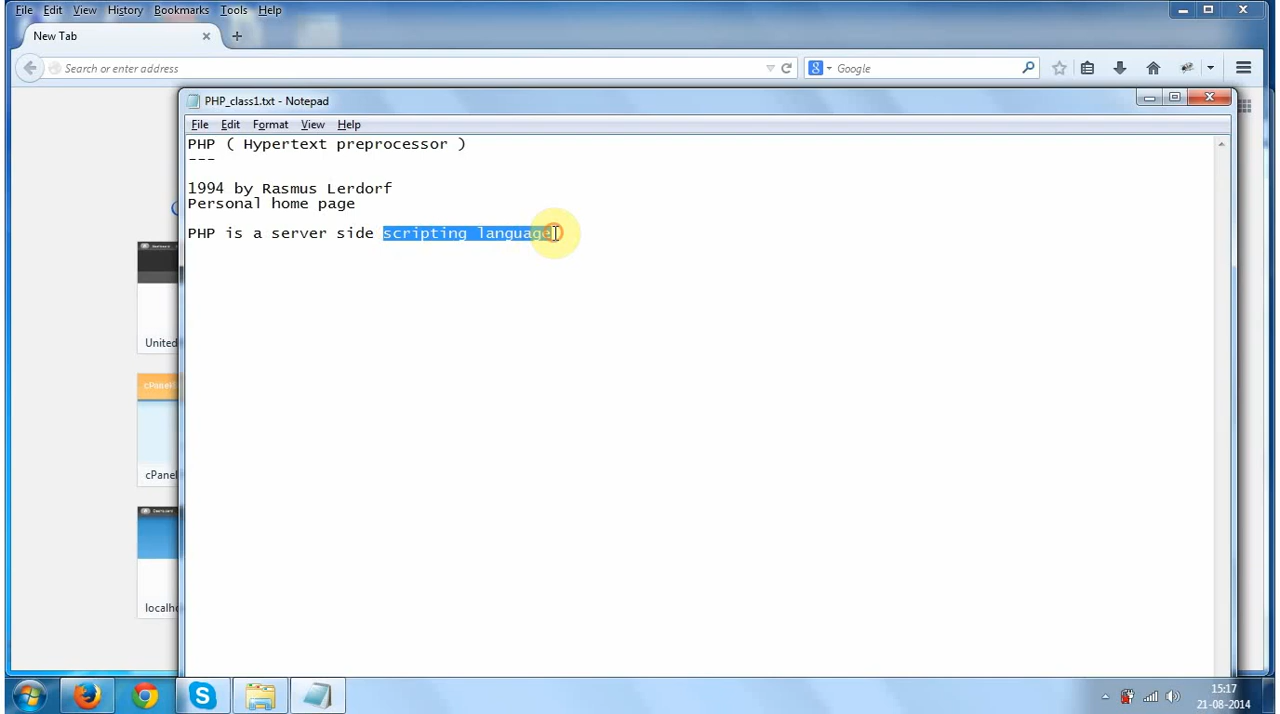 File Edit View History Bookmarks Tools Help
New Tab
Search or enter address
Google
PHP_class1.txt - Notepad
File Edit Format View Help
PHP ( Hypertext preprocessor )
---
1994 by Rasmus Lerdorf
Personal home page
PHP is a server side scripting language
United
cPanel
cPanel
localho
15:17
21-08-2014